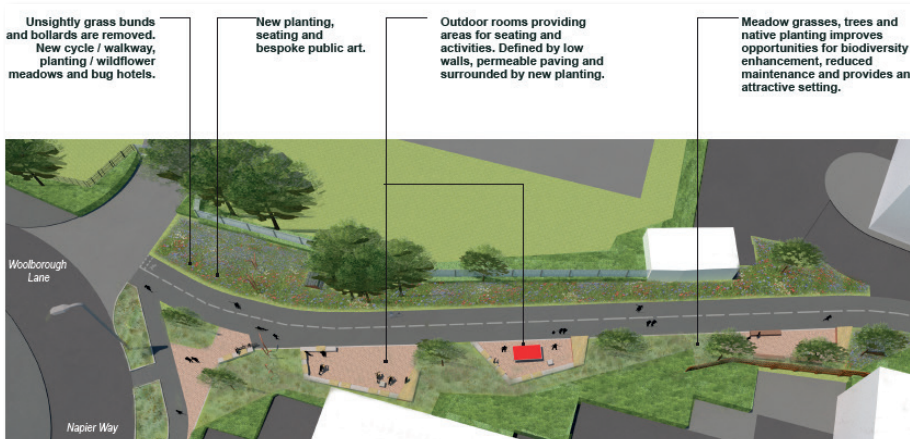 Unsightly grass bunds
and bollards are removed.
New cycle / walkway,
planting / wildflower
meadows and bug hotels.
New planting,
seating and
bespoke public art.
Outdoor rooms providing
areas for seating and
activities. Defined by low
walls, permeable paving and
surrounded by new planting.
Meadow grasses, trees and
native planting improves
opportunities for biodiversity
enhancement, reduced
maintenance and provides an
attractive setting.
Woolborough
Lane
Napier Way